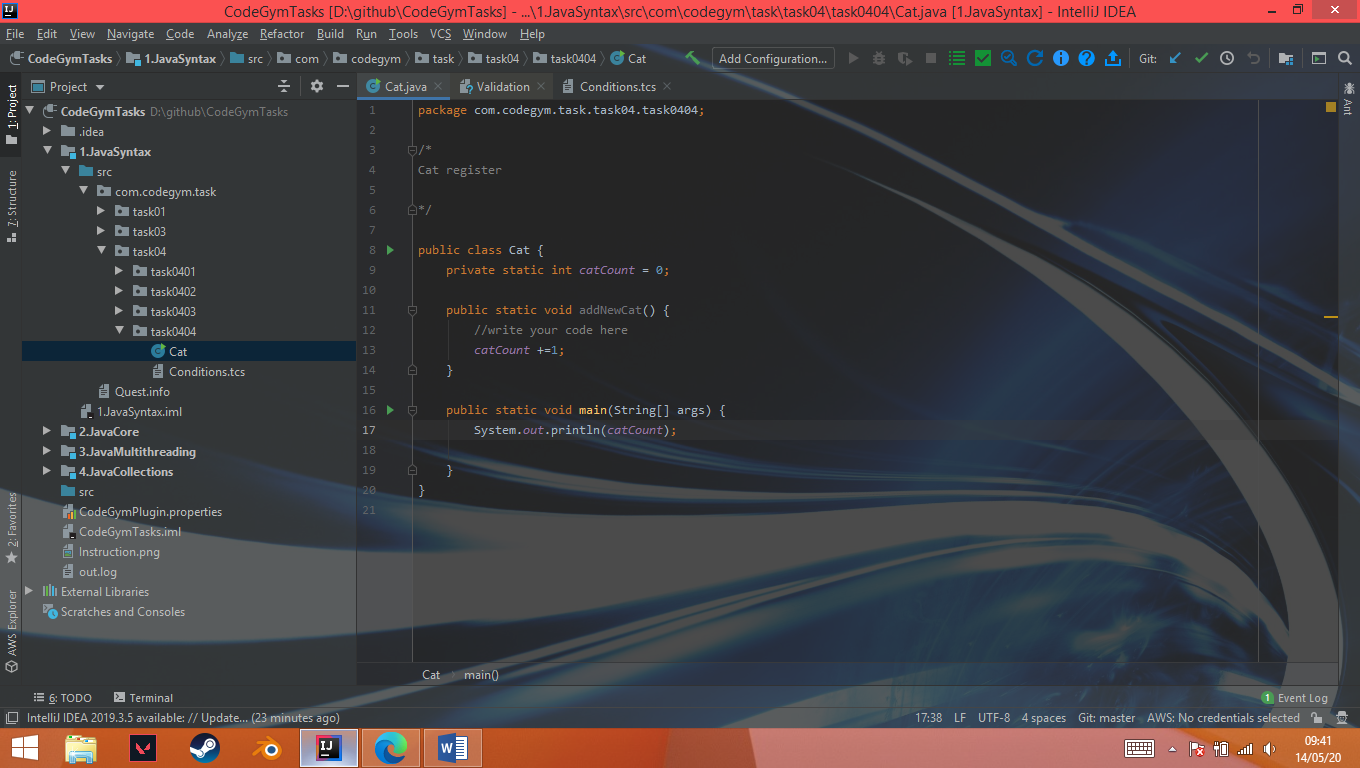 CodeGymTasks [D:\github\CodeGymTasks] - ...\1.JavaSyntax\src\com\codegym\task\task04\task0404\Cat.java [1.JavaSyntax] - IntelliJ IDEA
File Edit View Navigate Code Analyze Refactor Build Run Tools VCS Window Help
CodeGymTasks 1.JavaSyntax src com codegym task task04 task0404 Cat Add Configuration... Git:
Project Cat.java Validation Conditions.tcs
1: Project
7: Structure
2: Favorites
AWS Explorer
Ant
CodeGymTasks D:\github\CodeGymTasks
.idea
1.JavaSyntax
src
com.codegym.task
task01
task03
task04
task0401
task0402
task0403
task0404
Cat
Conditions.tcs
Quest.info
1.JavaSyntax.iml
2.JavaCore
3.JavaMultithreading
4.JavaCollections
src
CodeGymPlugin.properties
CodeGymTasks.iml
Instruction.png
out.log
External Libraries
Scratches and Consoles
1 package com.codegym.task.task04.task0404;
2
3 /*
4 Cat register
5
6 */
7
8 public class Cat {
9 private static int catCount = 0;
10
11 public static void addNewCat() {
12 //write your code here
13 catCount +=1;
14 }
15
16 public static void main(String[] args) {
17 System.out.println(catCount);
18
19 }
20 }
21
Cat main()
6: TODO Terminal 1 Event Log
IntelliJ IDEA 2019.3.5 available: // Update... (23 minutes ago) 17:38 LF UTF-8 4 spaces Git: master AWS: No credentials selected
09:41
14/05/20